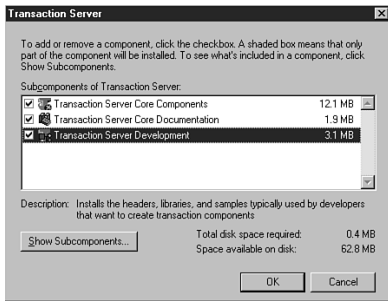 Transaction Server
To add or remove a component, click the checkbox. A shaded box means that only
part of the component will be installed. To see what's included in a component, click
Show Subcomponents.
Subcomponents of Transaction Server:
Transaction Server Core Components 12.1 MB
Transaction Server Core Documentation 1.9 MB
Transaction Server Development 3.1 MB
Description: Installs the headers, libraries, and samples typically used by developers
that want to create transaction components
Show Subcomponents...
Total disk space required: 0.4 MB
Space available on disk: 62.8 MB
OK Cancel